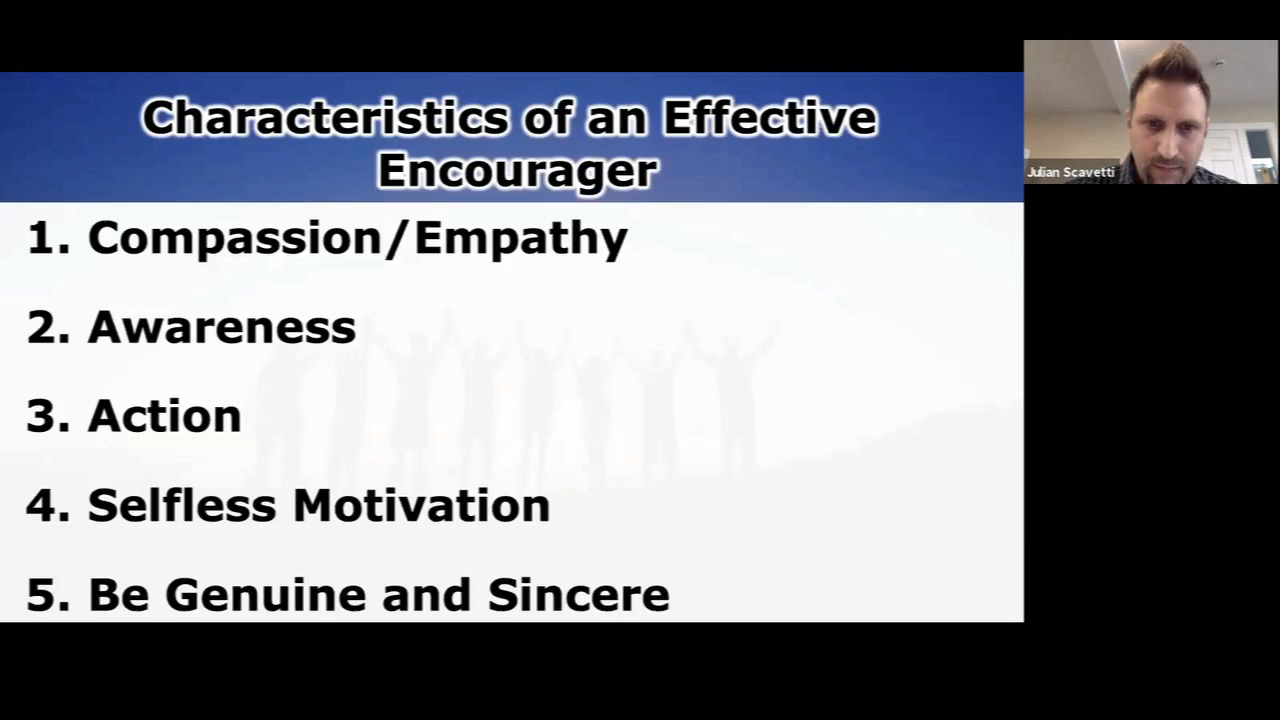 Characteristics of an Effective
Encourager
1. Compassion/Empathy
2. Awareness
3. Action
4. Selfless Motivation
5. Be Genuine and Sincere
Julian Scavetti